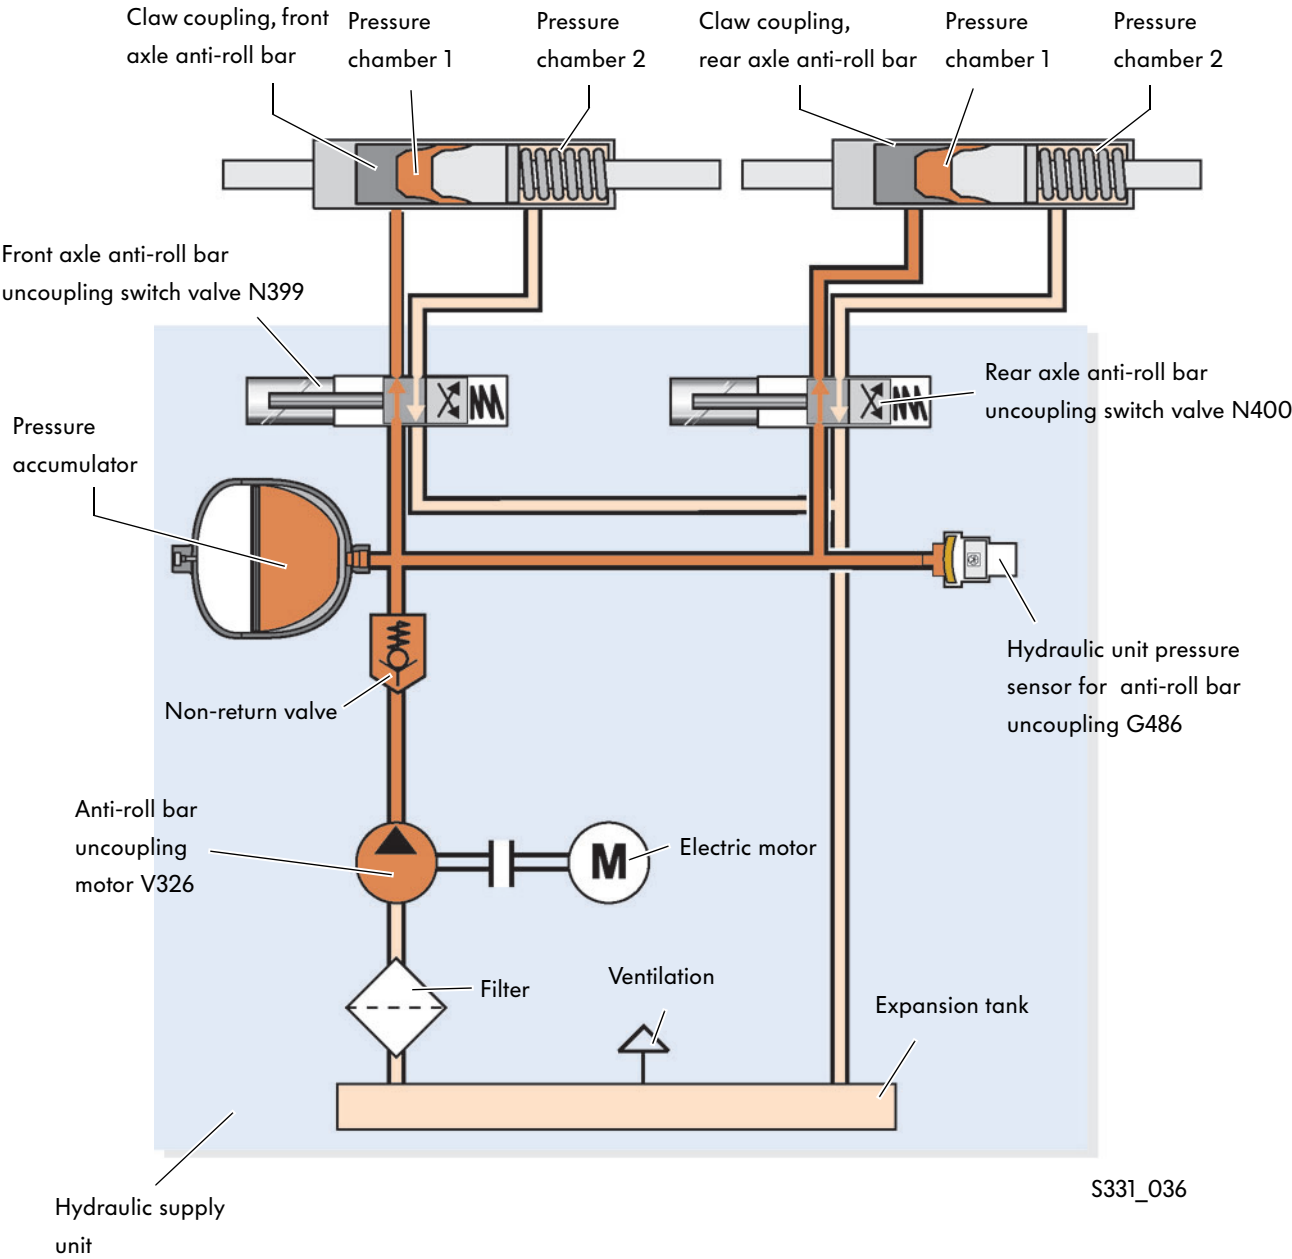 Claw coupling, front
axle anti-roll bar
Pressure
chamber 1
Pressure
chamber 2
Claw coupling,
rear axle anti-roll bar
Pressure
chamber 1
Pressure
chamber 2
Front axle anti-roll bar
uncoupling switch valve N399
Rear axle anti-roll bar
uncoupling switch valve N400
Pressure
accumulator
Hydraulic unit pressure
sensor for anti-roll bar
uncoupling G486
Non-return valve
Anti-roll bar
uncoupling
motor V326
M
Electric motor
Filter
Ventilation
Expansion tank
Hydraulic supply
unit
S331_036